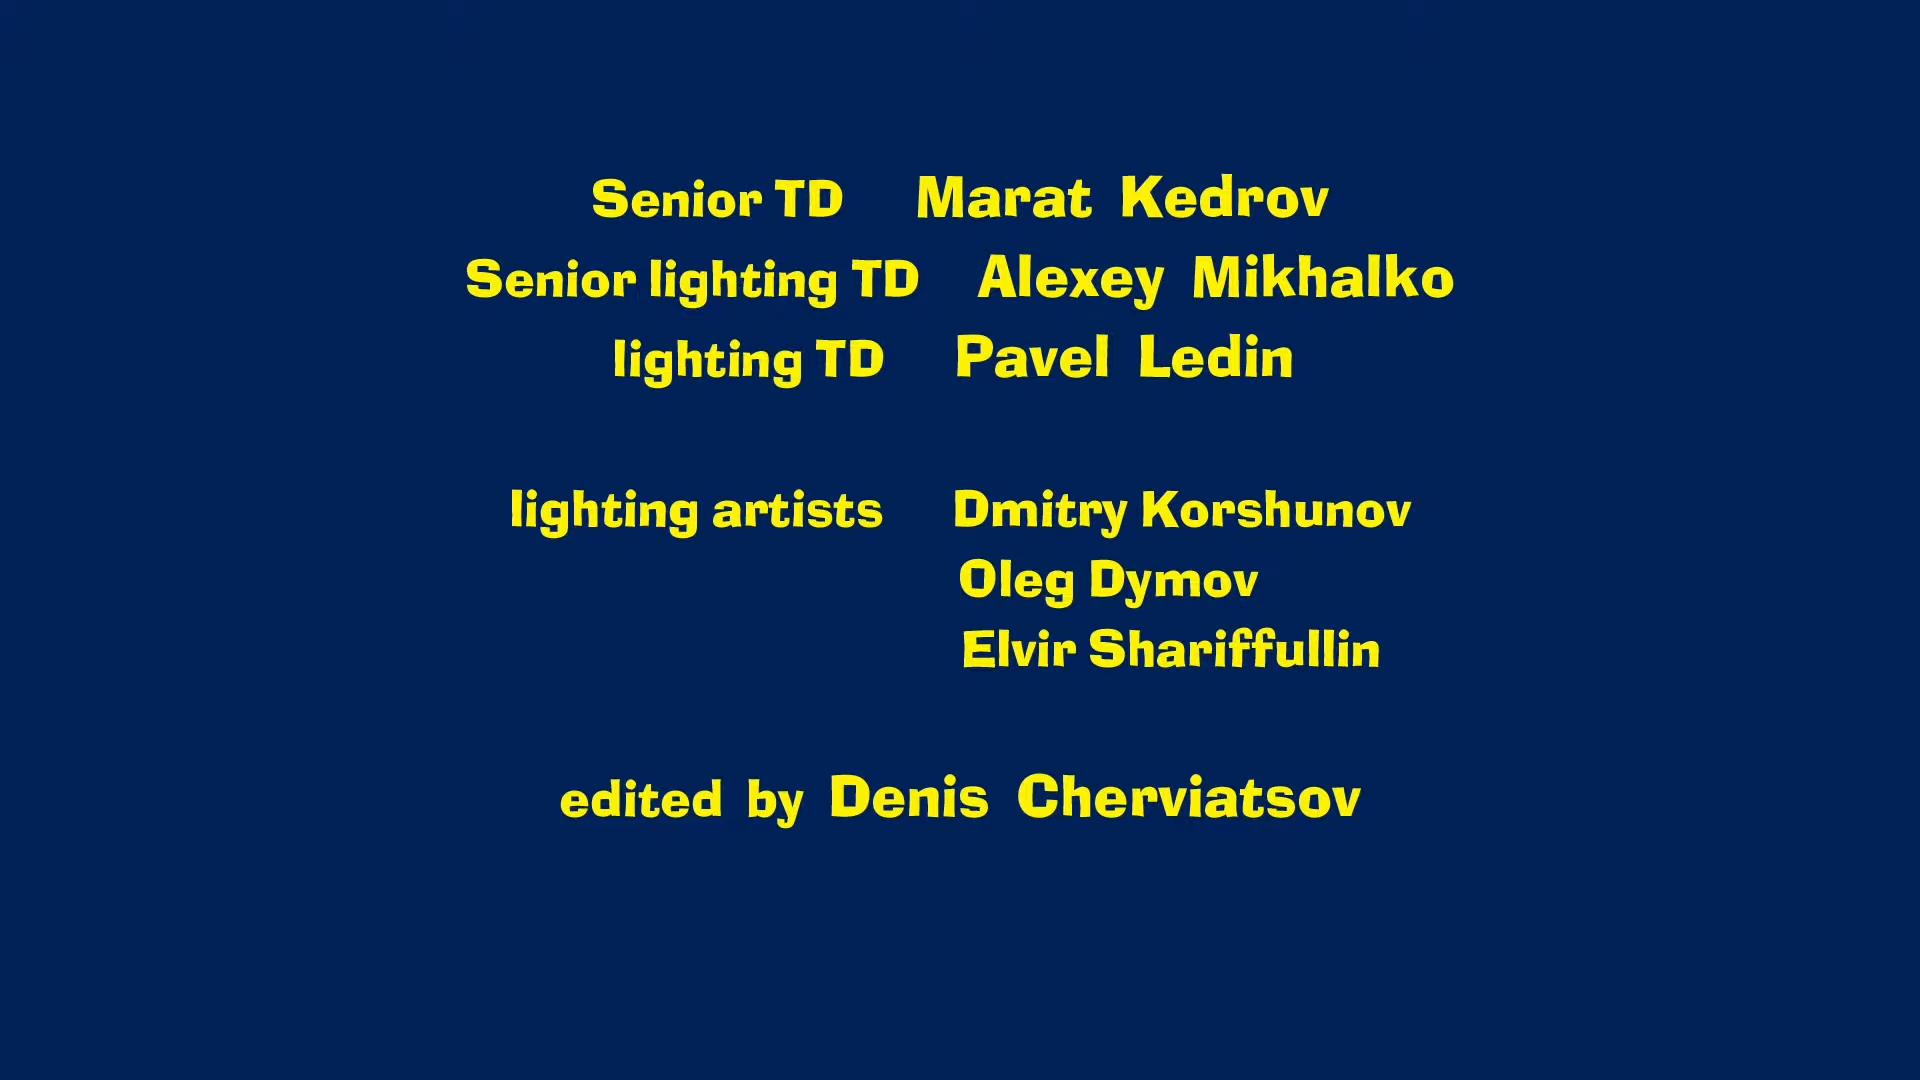 Senior TD Marat Kedrov
Senior lighting TD Alexey Mikhalko
lighting TD Pavel Ledin
lighting artists Dmitry Korshunov
Oleg Dymov
Elvir Shariffullin
edited by Denis Cherviatsov